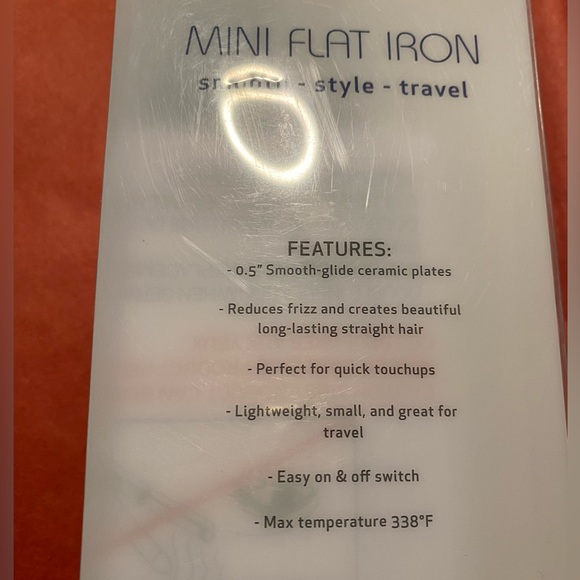 MINI FLAT IRON
smooth - style - travel
FEATURES:
- 0.5" Smooth-glide ceramic plates
- Reduces frizz and creates beautiful
long-lasting straight hair
- Perfect for quick touchups
- Lightweight, small, and great for
travel
- Easy on & off switch
- Max temperature 338°F